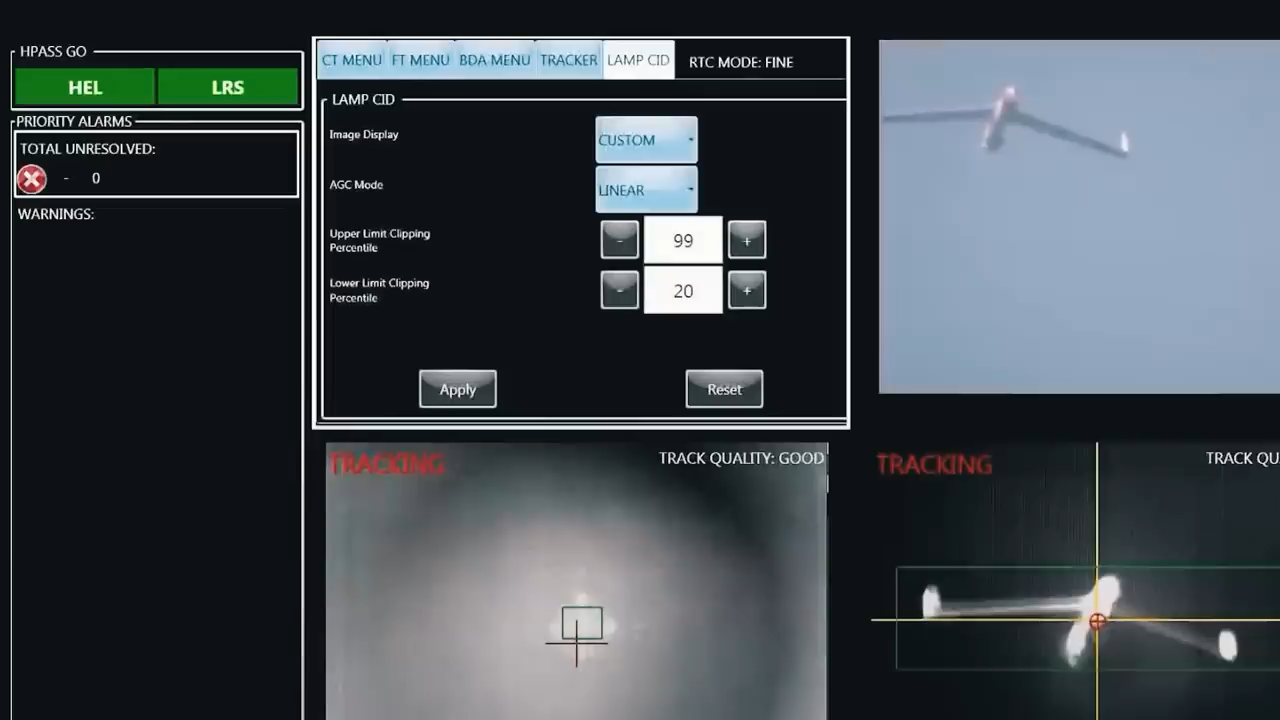 HPASS GO
HEL
LRS
PRIORITY ALARMS
TOTAL UNRESOLVED:
- 0
WARNINGS:
CT MENU
FT MENU
BDA MENU
TRACKER
LAMP CID
RTC MODE: FINE
LAMP CID
Image Display
CUSTOM
AGC Mode
LINEAR
Upper Limit Clipping
Percentile
- 99 +
Lower Limit Clipping
Percentile
- 20 +
Apply
Reset
TRACKING
TRACK QUALITY: GOOD
TRACKING
TRACK QU